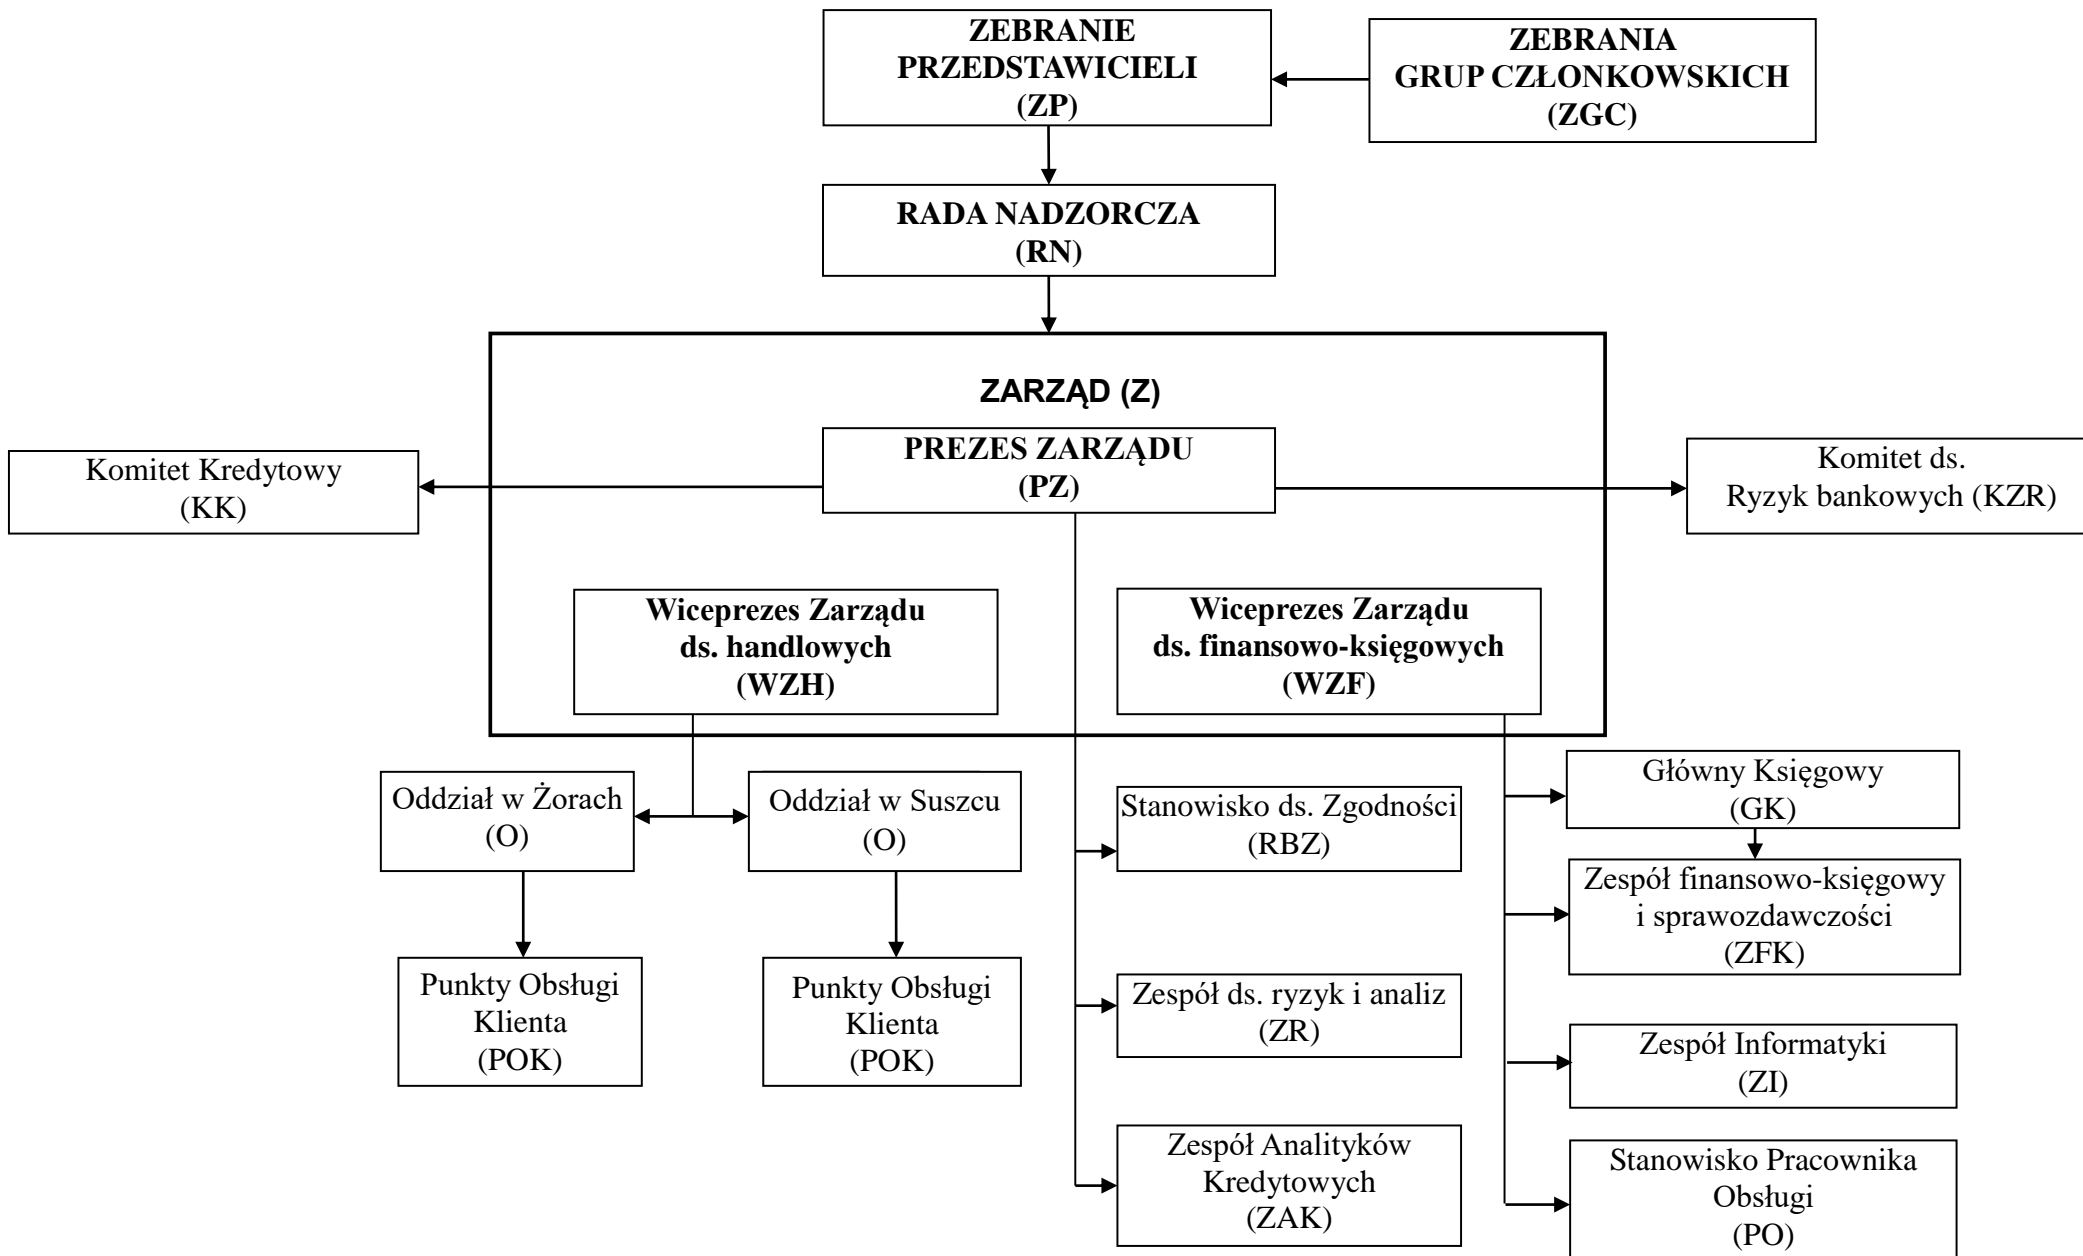 ZEBRANIE
PRZEDSTAWICIELI
(ZP)
ZEBRANIA
GRUP CZŁONKOWSKICH
(ZGC)
RADA NADZORCZA
(RN)
ZARZĄD (Z)
PREZES ZARZĄDU
(PZ)
Komitet Kredytowy
(KK)
Komitet ds.
Ryzyk bankowych (KZR)
Wiceprezes Zarządu
ds. handlowych
(WZH)
Wiceprezes Zarządu
ds. finansowo-księgowych
(WZF)
Oddział w Żorach
(O)
Oddział w Suszcu
(O)
Punkty Obsługi
Klienta
(POK)
Punkty Obsługi
Klienta
(POK)
Stanowisko ds. Zgodności
(RBZ)
Zespół ds. ryzyk i analiz
(ZR)
Zespół Analityków
Kredytowych
(ZAK)
Główny Księgowy
(GK)
Zespół finansowo-księgowy
i sprawozdawczości
(ZFK)
Zespół Informatyki
(ZI)
Stanowisko Pracownika
Obsługi
(PO)